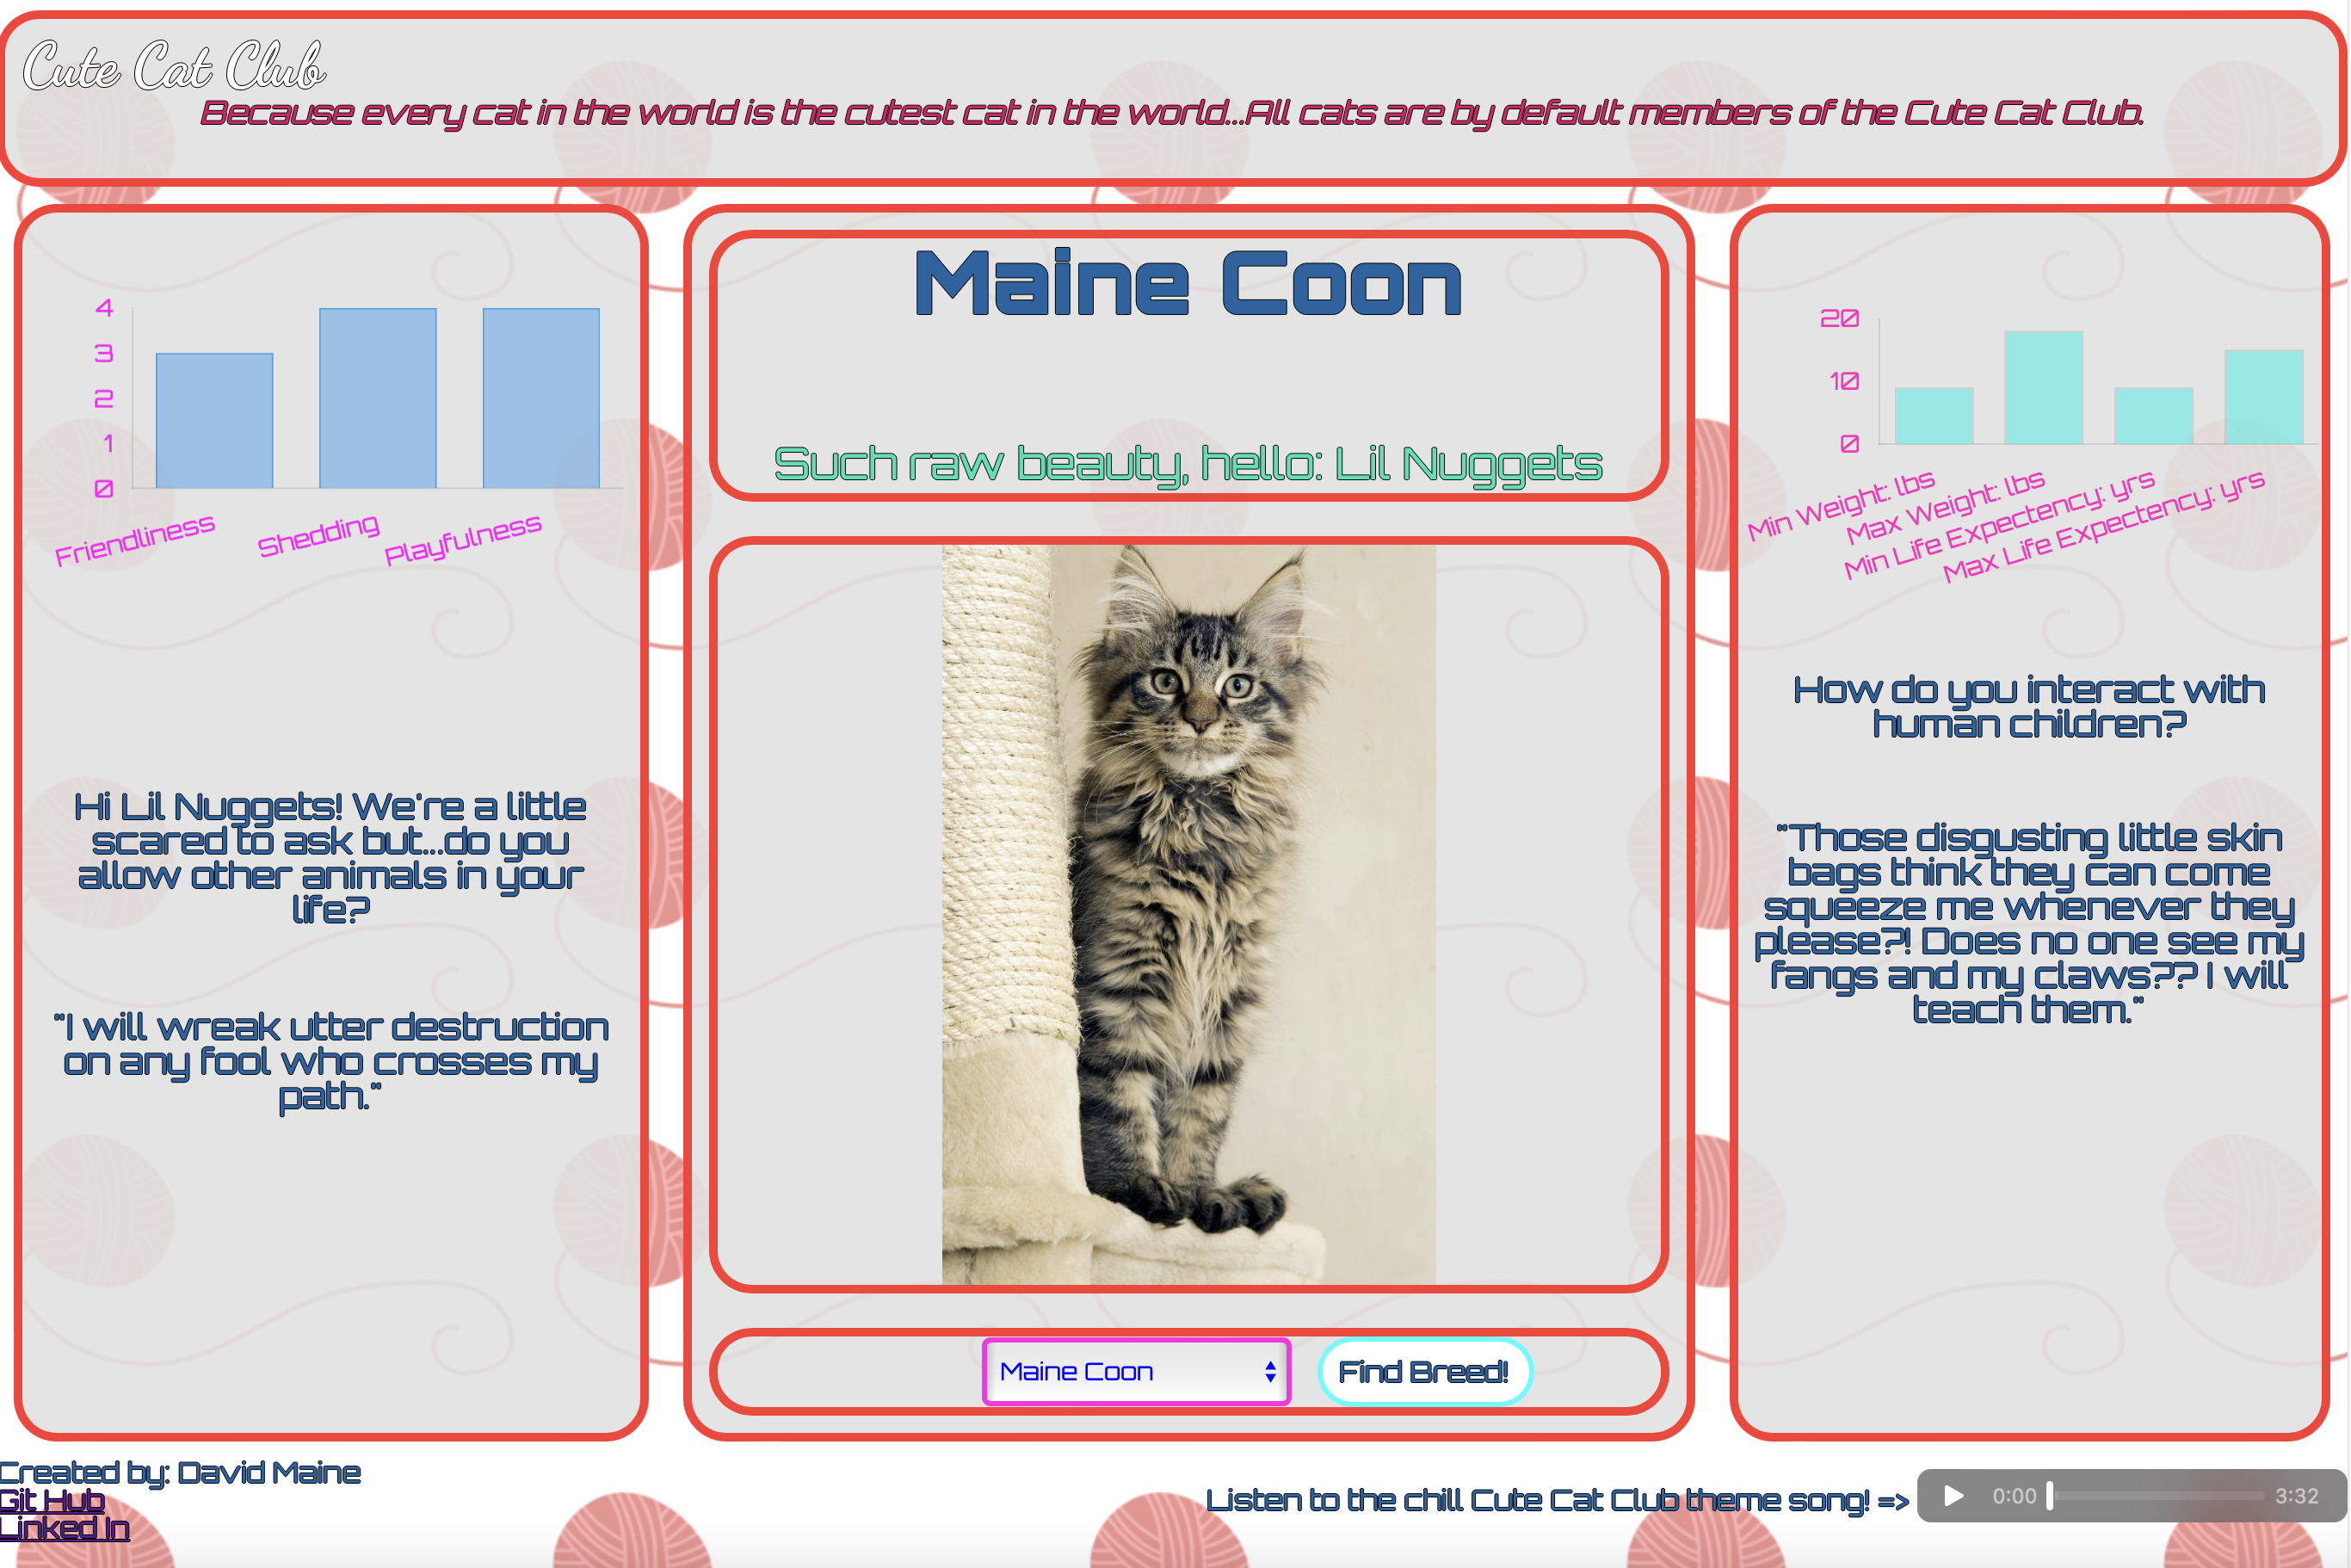 Cute Cat Club
Because every cat in the world is the cutest cat in the world...All cats are by default members of the Cute Cat Club.
4
3
2
1
0
Friendliness
Shedding
Playfulness
Hi Lil Nuggets! We're a little
scared to ask but...do you
allow other animals in your
life?
"I will wreak utter destruction
on any fool who crosses my
path."
Maine Coon
Such raw beauty, hello: Lil Nuggets
Maine Coon
Find Breed!
20
10
0
Min Weight: lbs
Max Weight: lbs
Min Life Expectency: yrs
Max Life Expectency: yrs
How do you interact with
human children?
"Those disgusting little skin
bags think they can come
squeeze me whenever they
please?! Does no one see my
fangs and my claws?? I will
teach them."
Created by: David Maine
Git Hub
Linked In
Listen to the chill Cute Cat Club theme song! =>
0:00
3:32